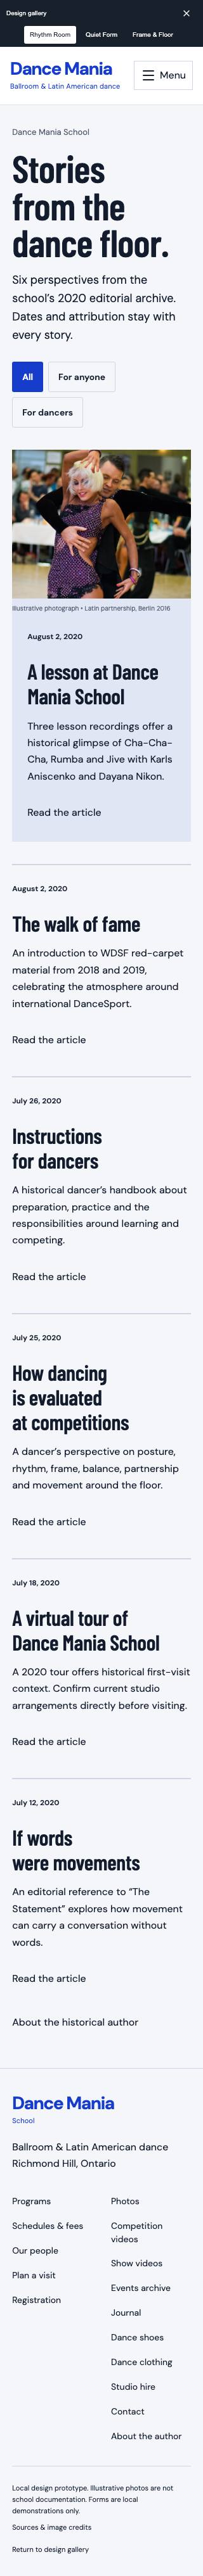 Design gallery
Rhythm Room Quiet Form Frame & Floor
Dance Mania
Ballroom & Latin American dance
Menu
Dance Mania School
Stories
from the
dance floor.
Six perspectives from the
school’s 2020 editorial archive.
Dates and attribution stay with
every story.
All For anyone
For dancers
Illustrative photograph • Latin partnership, Berlin 2016
August 2, 2020
A lesson at Dance
Mania School
Three lesson recordings offer a
historical glimpse of Cha-Cha-
Cha, Rumba and Jive with Karls
Aniscenko and Dayana Nikon.
Read the article
August 2, 2020
The walk of fame
An introduction to WDSF red-carpet
material from 2018 and 2019,
celebrating the atmosphere around
international DanceSport.
Read the article
July 26, 2020
Instructions
for dancers
A historical dancer’s handbook about
preparation, practice and the
responsibilities around learning and
competing.
Read the article
July 25, 2020
How dancing
is evaluated
at competitions
A dancer’s perspective on posture,
rhythm, frame, balance, partnership
and movement around the floor.
Read the article
July 18, 2020
A virtual tour of
Dance Mania School
A 2020 tour offers historical first-visit
context. Confirm current studio
arrangements directly before visiting.
Read the article
July 12, 2020
If words
were movements
An editorial reference to “The
Statement” explores how movement
can carry a conversation without
words.
Read the article
About the historical author
Dance Mania
School
Ballroom & Latin American dance
Richmond Hill, Ontario
Programs
Schedules & fees
Our people
Plan a visit
Registration
Photos
Competition
videos
Show videos
Events archive
Journal
Dance shoes
Dance clothing
Studio hire
Contact
About the author
Local design prototype. Illustrative photos are not
school documentation. Forms are local
demonstrations only.
Sources & image credits
Return to design gallery